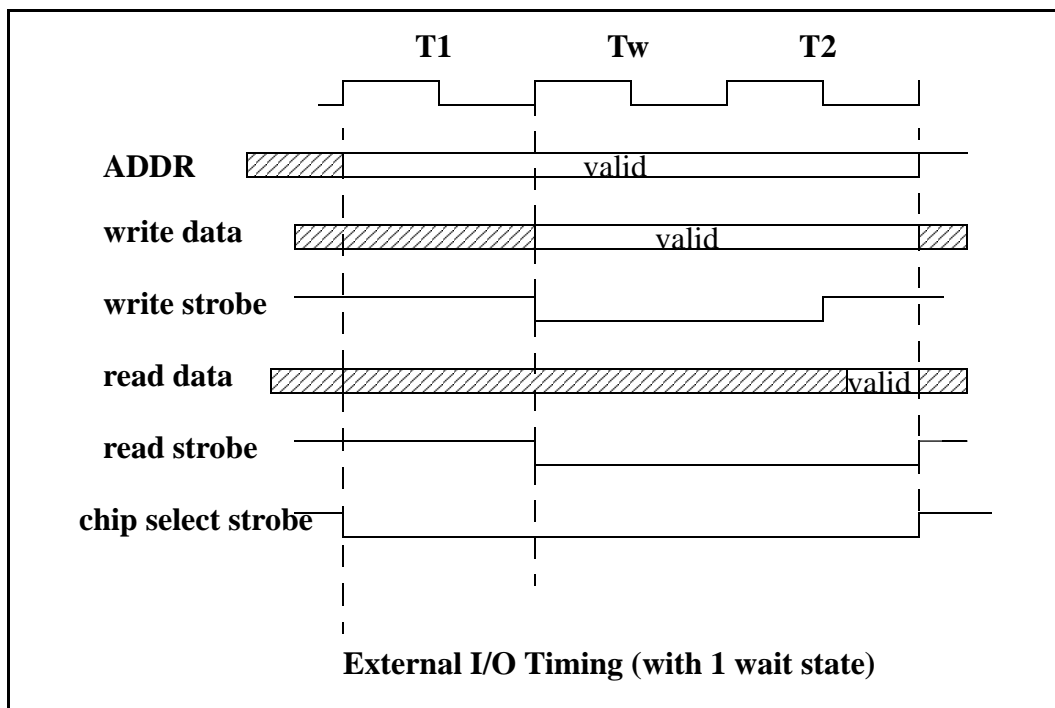 T1 Tw T2
ADDR valid
write data valid
write strobe
read data valid
read strobe
chip select strobe
External I/O Timing (with 1 wait state)